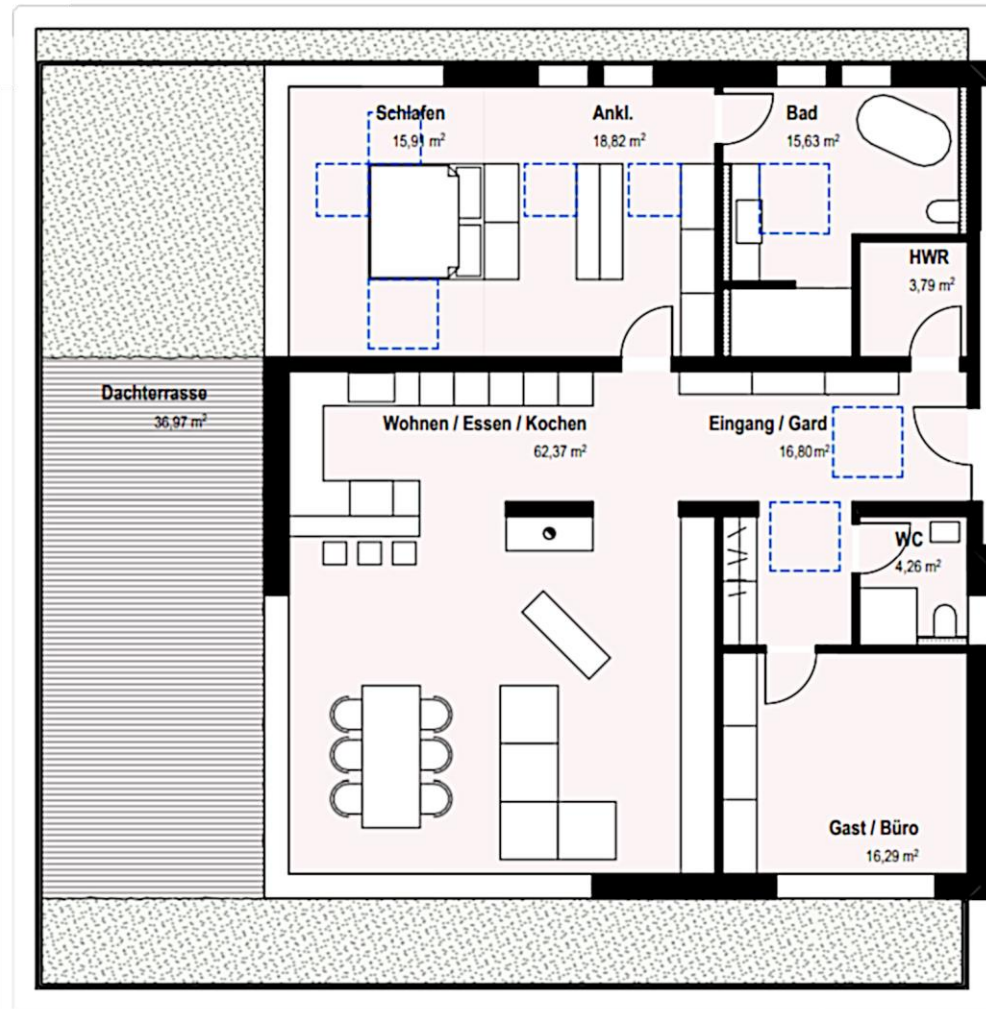 Schlafen
15,91 m²
Ankl.
18,82 m²
Bad
15,63 m²
HWR
3,79 m²
Dachterrasse
36,97 m²
Wohnen / Essen / Kochen
62,37 m²
Eingang / Gard
16,80 m²
WC
4,26 m²
Gast / Büro
16,29 m²